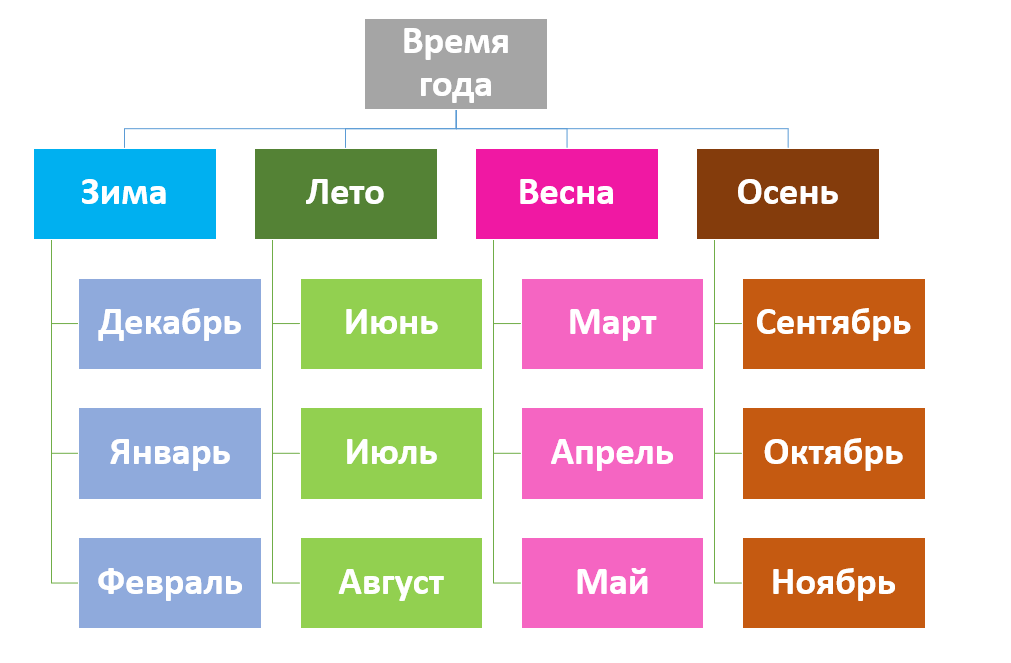 Время
года
Зима
Лето
Весна
Осень
Декабрь
Июнь
Март
Сентябрь
Январь
Июль
Апрель
Октябрь
Февраль
Август
Май
Ноябрь